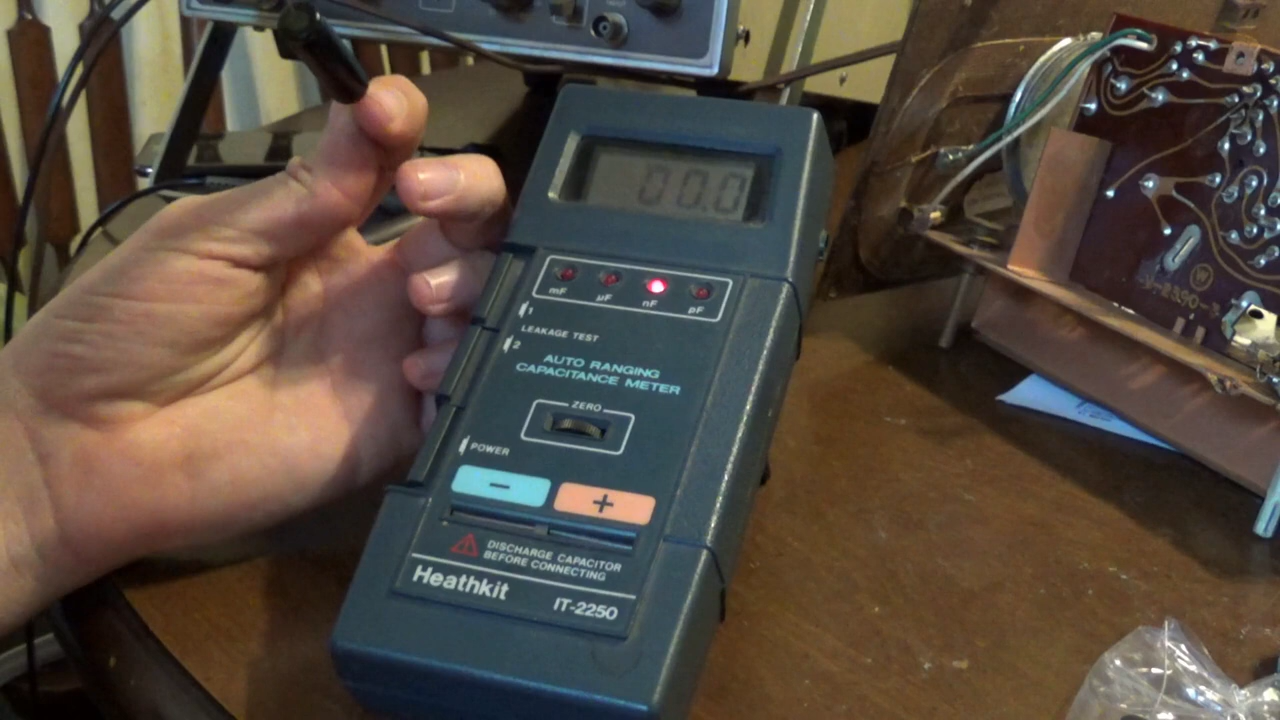 00.0
mF µF nF pF
1
LEAKAGE TEST
2
AUTO RANGING
CAPACITANCE METER
ZERO
POWER
− +
DISCHARGE CAPACITOR
BEFORE CONNECTING
Heathkit IT-2250
W